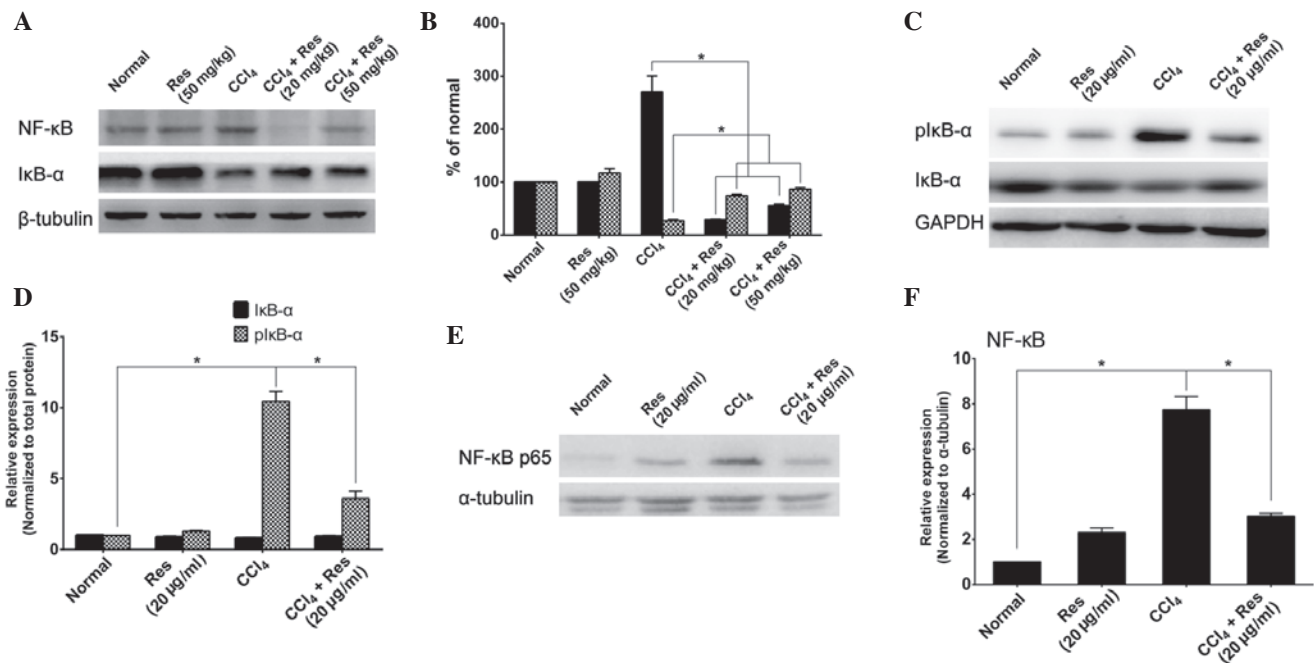 A
Normal
Res
(50 mg/kg)
CCl₄
CCl₄ + Res
(20 mg/kg)
CCl₄ + Res
(50 mg/kg)
NF-κB
IκB-α
β-tubulin
B
% of normal
400
300
200
100
0
*
*
Normal
Res
(50 mg/kg)
CCl₄
CCl₄ + Res
(20 mg/kg)
CCl₄ + Res
(50 mg/kg)
C
Normal
Res
(20 µg/ml)
CCl₄
CCl₄ + Res
(20 µg/ml)
pIκB-α
IκB-α
GAPDH
D
IκB-α
pIκB-α
Relative expression
(Normalized to total protein)
15
10
5
0
*
*
Normal
Res
(20 µg/ml)
CCl₄
CCl₄ + Res
(20 µg/ml)
E
Normal
Res
(20 µg/ml)
CCl₄
CCl₄ + Res
(20 µg/ml)
NF-κB p65
α-tubulin
F
NF-κB
Relative expression
(Normalized to α-tubulin)
10
8
6
4
2
0
*
*
Normal
Res
(20 µg/ml)
CCl₄
CCl₄ + Res
(20 µg/ml)